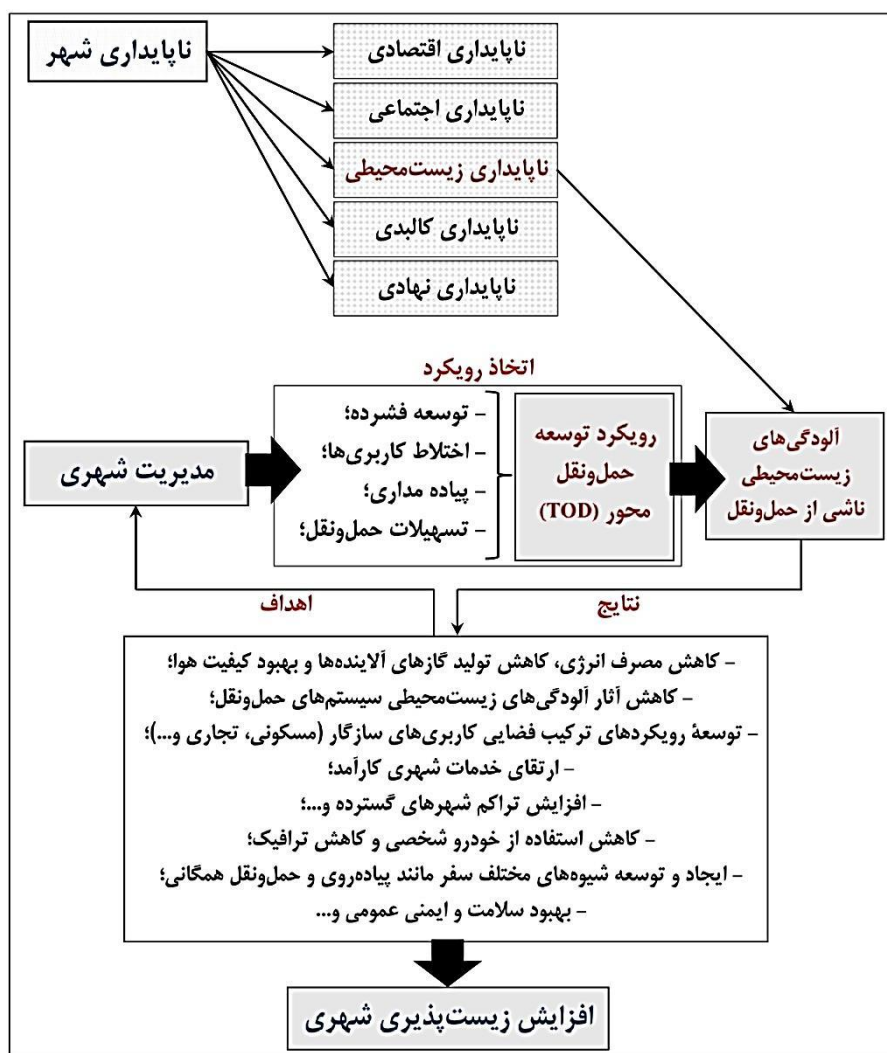 ناپایداری شهر
ناپایداری اقتصادی
ناپایداری اجتماعی
ناپایداری زیست‌محیطی
ناپایداری کالبدی
ناپایداری نهادی
اتخاذ رویکرد
مدیریت شهری
- توسعه فشرده؛
- اختلاط کاربری‌ها؛
- پیاده مداری؛
- تسهیلات حمل‌ونقل؛
رویکرد توسعه
حمل‌ونقل
محور (TOD)
آلودگی‌های
زیست‌محیطی
ناشی از حمل‌ونقل
اهداف
نتایج
- کاهش مصرف انرژی، کاهش تولید گازهای آلاینده‌ها و بهبود کیفیت هوا؛
- کاهش آثار آلودگی‌های زیست‌محیطی سیستم‌های حمل‌ونقل؛
- توسعۀ رویکردهای ترکیب فضایی کاربری‌های سازگار (مسکونی، تجاری و...)؛
- ارتقای خدمات شهری کارآمد؛
- افزایش تراکم شهرهای گسترده و...؛
- کاهش استفاده از خودرو شخصی و کاهش ترافیک؛
- ایجاد و توسعه شیوه‌های مختلف سفر مانند پیاده‌روی و حمل‌ونقل همگانی؛
- بهبود سلامت و ایمنی عمومی و...
افزایش زیست‌پذیری شهری